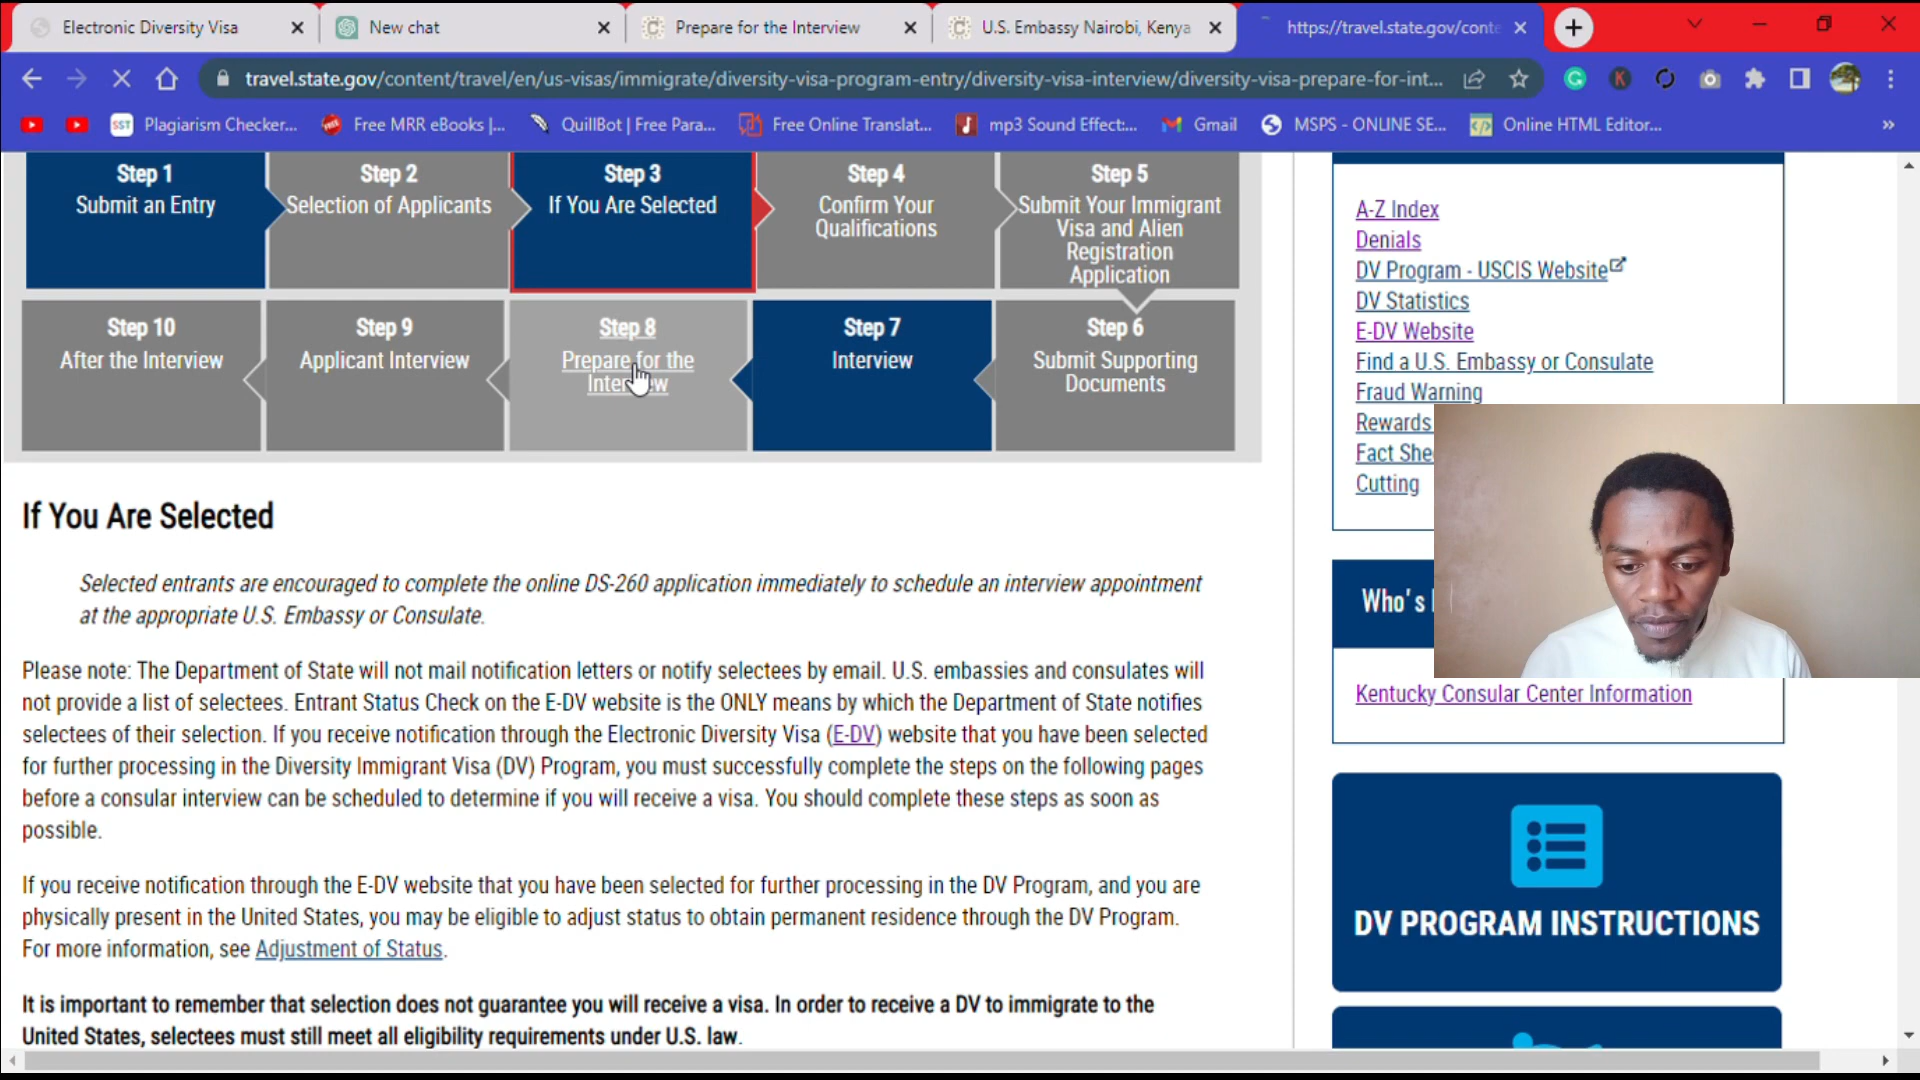 Electronic Diversity Visa
New chat
Prepare for the Interview
U.S. Embassy Nairobi, Kenya
https://travel.state.gov/conte
travel.state.gov/content/travel/en/us-visas/immigrate/diversity-visa-program-entry/diversity-visa-interview/diversity-visa-prepare-for-int...
SST Plagiarism Checker...
Free MRR eBooks |...
QuillBot | Free Para...
Free Online Translat...
mp3 Sound Effect:...
Gmail
MSPS - ONLINE SE...
Online HTML Editor...
Step 1
Submit an Entry
Step 2
Selection of Applicants
Step 3
If You Are Selected
Step 4
Confirm Your
Qualifications
Step 5
Submit Your Immigrant
Visa and Alien
Registration
Application
Step 10
After the Interview
Step 9
Applicant Interview
Step 8
Prepare for the
Interview
Step 7
Interview
Step 6
Submit Supporting
Documents
If You Are Selected
Selected entrants are encouraged to complete the online DS-260 application immediately to schedule an interview appointment
at the appropriate U.S. Embassy or Consulate.
Please note: The Department of State will not mail notification letters or notify selectees by email. U.S. embassies and consulates will
not provide a list of selectees. Entrant Status Check on the E-DV website is the ONLY means by which the Department of State notifies
selectees of their selection. If you receive notification through the Electronic Diversity Visa (E-DV) website that you have been selected
for further processing in the Diversity Immigrant Visa (DV) Program, you must successfully complete the steps on the following pages
before a consular interview can be scheduled to determine if you will receive a visa. You should complete these steps as soon as
possible.
If you receive notification through the E-DV website that you have been selected for further processing in the DV Program, and you are
physically present in the United States, you may be eligible to adjust status to obtain permanent residence through the DV Program.
For more information, see Adjustment of Status.
It is important to remember that selection does not guarantee you will receive a visa. In order to receive a DV to immigrate to the
United States, selectees must still meet all eligibility requirements under U.S. law.
A-Z Index
Denials
DV Program - USCIS Website
DV Statistics
E-DV Website
Find a U.S. Embassy or Consulate
Fraud Warning
Rewards
Fact She
Cutting
Who's
Kentucky Consular Center Information
DV PROGRAM INSTRUCTIONS